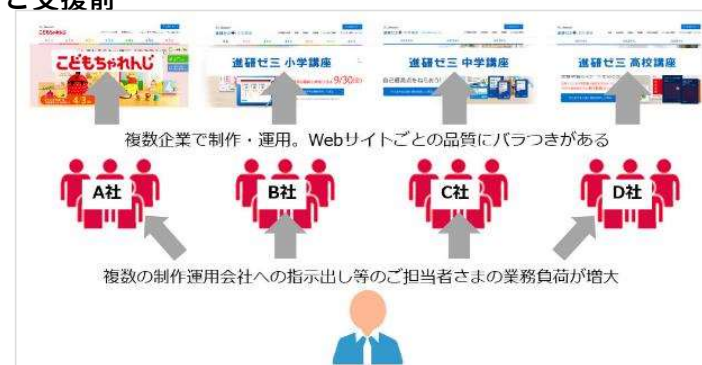 ご支援前
こどもちゃれんじ
進研ゼミ 小学講座
9/30
進研ゼミ 中学講座
進研ゼミ 高校講座
複数企業で制作・運用。Webサイトごとの品質にバラつきがある
A社
B社
C社
D社
複数の制作運用会社への指示出し等のご担当者さまの業務負荷が増大